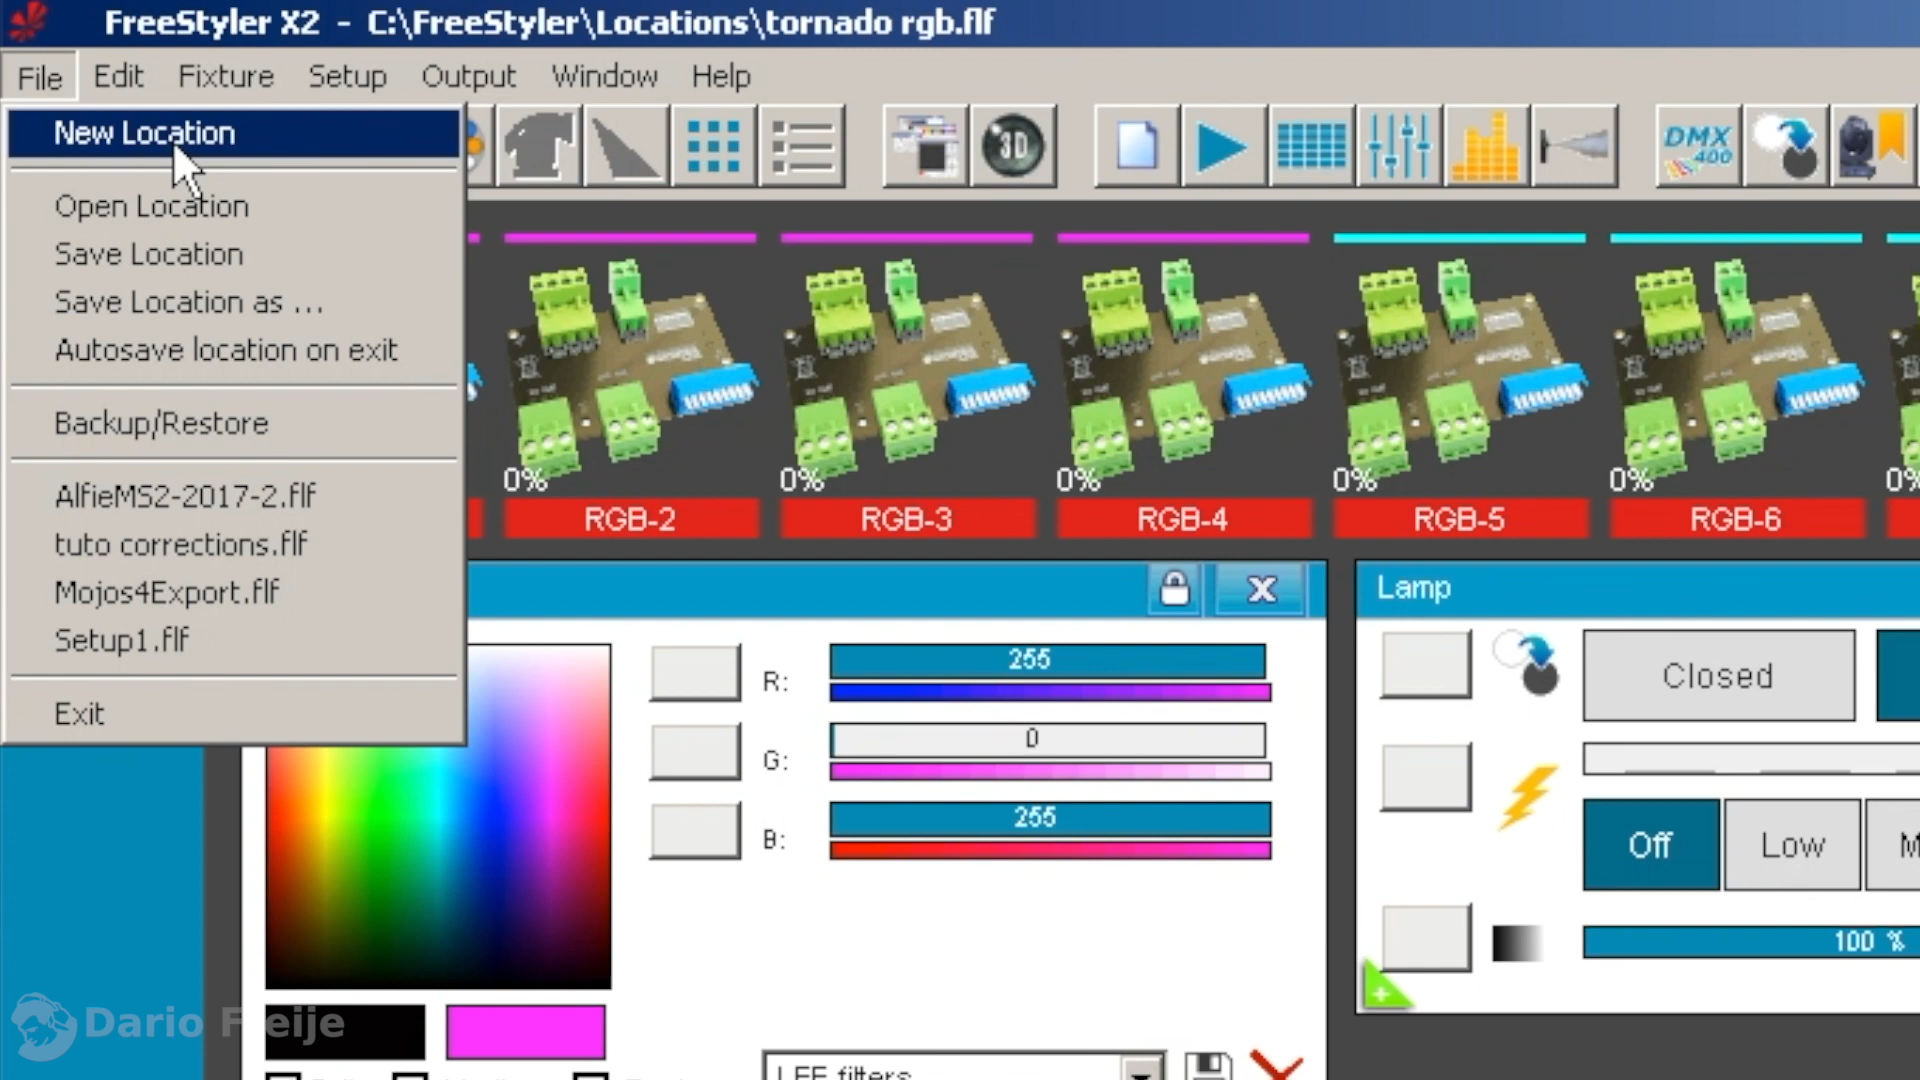 FreeStyler X2 - C:\FreeStyler\Locations\tornado rgb.flf
File Edit Fixture Setup Output Window Help
New Location
Open Location
Save Location
Save Location as ...
Autosave location on exit
Backup/Restore
AlfieMS2-2017-2.flf
tuto corrections.flf
Mojos4Export.flf
Setup1.flf
Exit
3D
DMX 400
0% 0% 0% 0% 0% 0%
RGB-2 RGB-3 RGB-4 RGB-5 RGB-6
R: 255
G: 0
B: 255
LEE filters
Lamp
Closed
Off Low M
100 %
Dario Freije